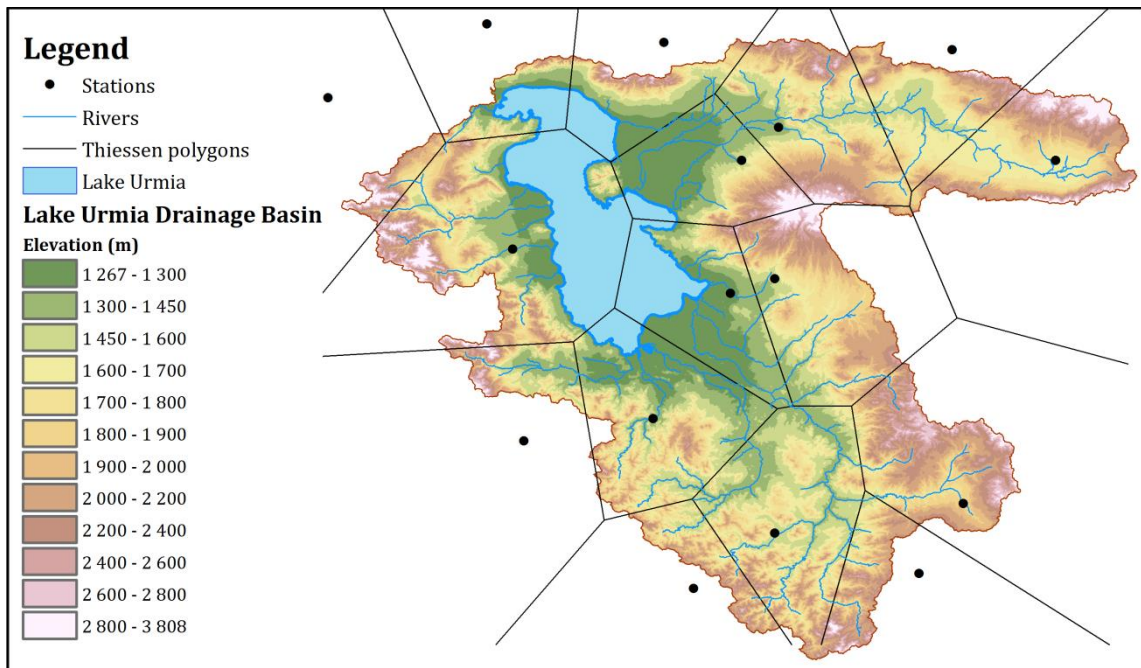 Legend
Stations
Rivers
Thiessen polygons
Lake Urmia
Lake Urmia Drainage Basin
Elevation (m)
1 267 - 1 300
1 300 - 1 450
1 450 - 1 600
1 600 - 1 700
1 700 - 1 800
1 800 - 1 900
1 900 - 2 000
2 000 - 2 200
2 200 - 2 400
2 400 - 2 600
2 600 - 2 800
2 800 - 3 808